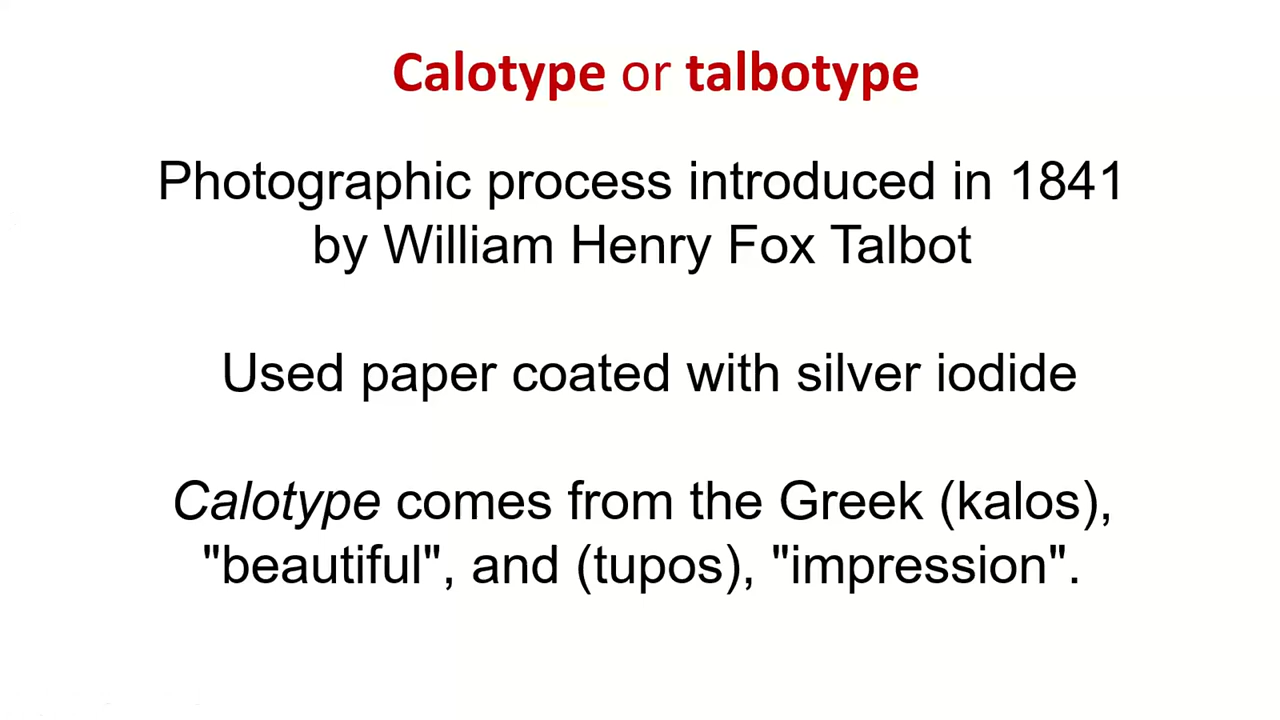 Calotype or talbotype
Photographic process introduced in 1841
by William Henry Fox Talbot
Used paper coated with silver iodide
Calotype comes from the Greek (kalos),
"beautiful", and (tupos), "impression".